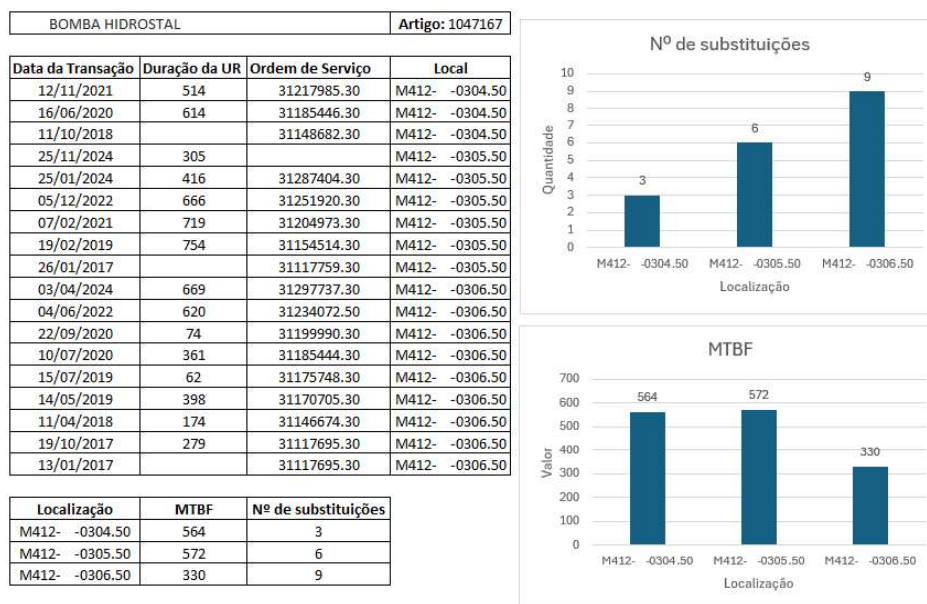 BOMBA HIDROSTAL Artigo: 1047167
Data da Transação Duração da UR Ordem de Serviço Local
12/11/2021 514 31217985.30 M412- -0304.50
16/06/2020 614 31185446.30 M412- -0304.50
11/10/2018 31148682.30 M412- -0304.50
25/11/2024 305 M412- -0305.50
25/01/2024 416 31287404.30 M412- -0305.50
05/12/2022 666 31251920.30 M412- -0305.50
07/02/2021 719 31204973.30 M412- -0305.50
19/02/2019 754 31154514.30 M412- -0305.50
26/01/2017 31117759.30 M412- -0305.50
03/04/2024 669 31297737.30 M412- -0306.50
04/06/2022 620 31234072.50 M412- -0306.50
22/09/2020 74 31199990.30 M412- -0306.50
10/07/2020 361 31185444.30 M412- -0306.50
15/07/2019 62 31175748.30 M412- -0306.50
14/05/2019 398 31170705.30 M412- -0306.50
11/04/2018 174 31146674.30 M412- -0306.50
19/10/2017 279 31117695.30 M412- -0306.50
13/01/2017 31117695.30 M412- -0306.50
Localização MTBF Nº de substituições
M412- -0304.50 564 3
M412- -0305.50 572 6
M412- -0306.50 330 9
Nº de substituições
Quantidade
10
9
8
7
6
5
4
3
2
1
0
3 6 9
M412- -0304.50 M412- -0305.50 M412- -0306.50
Localização
MTBF
Valor
700
600
500
400
300
200
100
0
564 572 330
M412- -0304.50 M412- -0305.50 M412- -0306.50
Localização